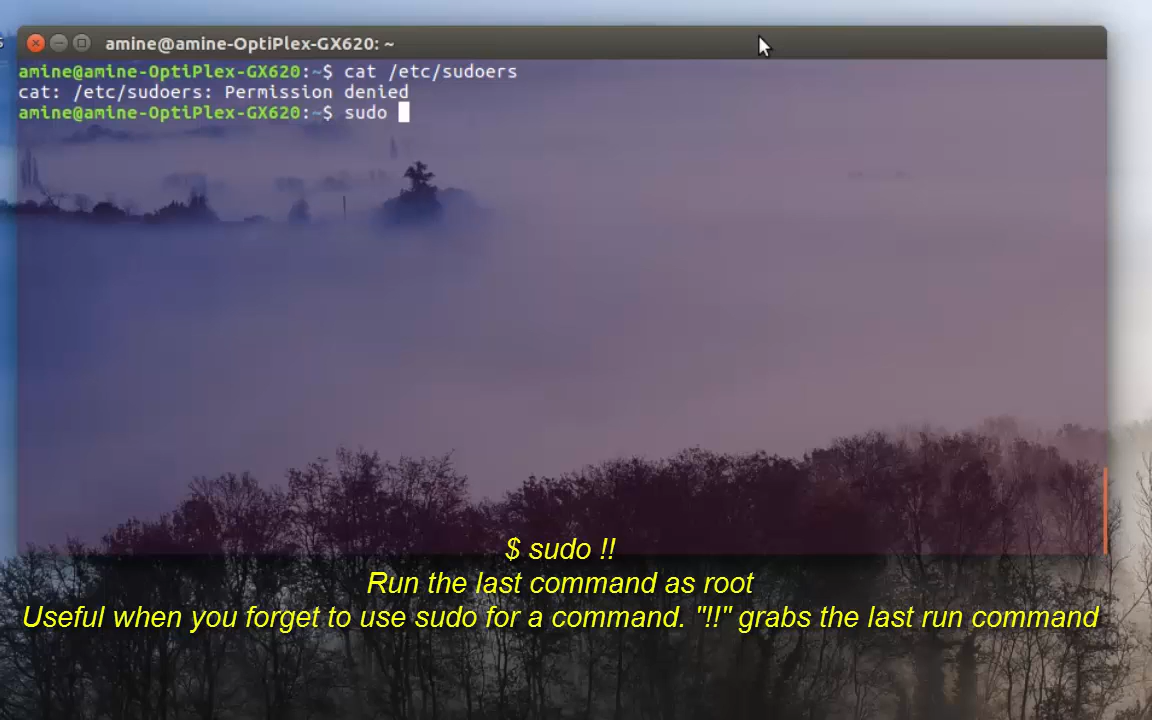 amine@amine-OptiPlex-GX620: ~
amine@amine-OptiPlex-GX620:~$ cat /etc/sudoers
cat: /etc/sudoers: Permission denied
amine@amine-OptiPlex-GX620:~$ sudo
$ sudo !!
Run the last command as root
Useful when you forget to use sudo for a command. "!!" grabs the last run command